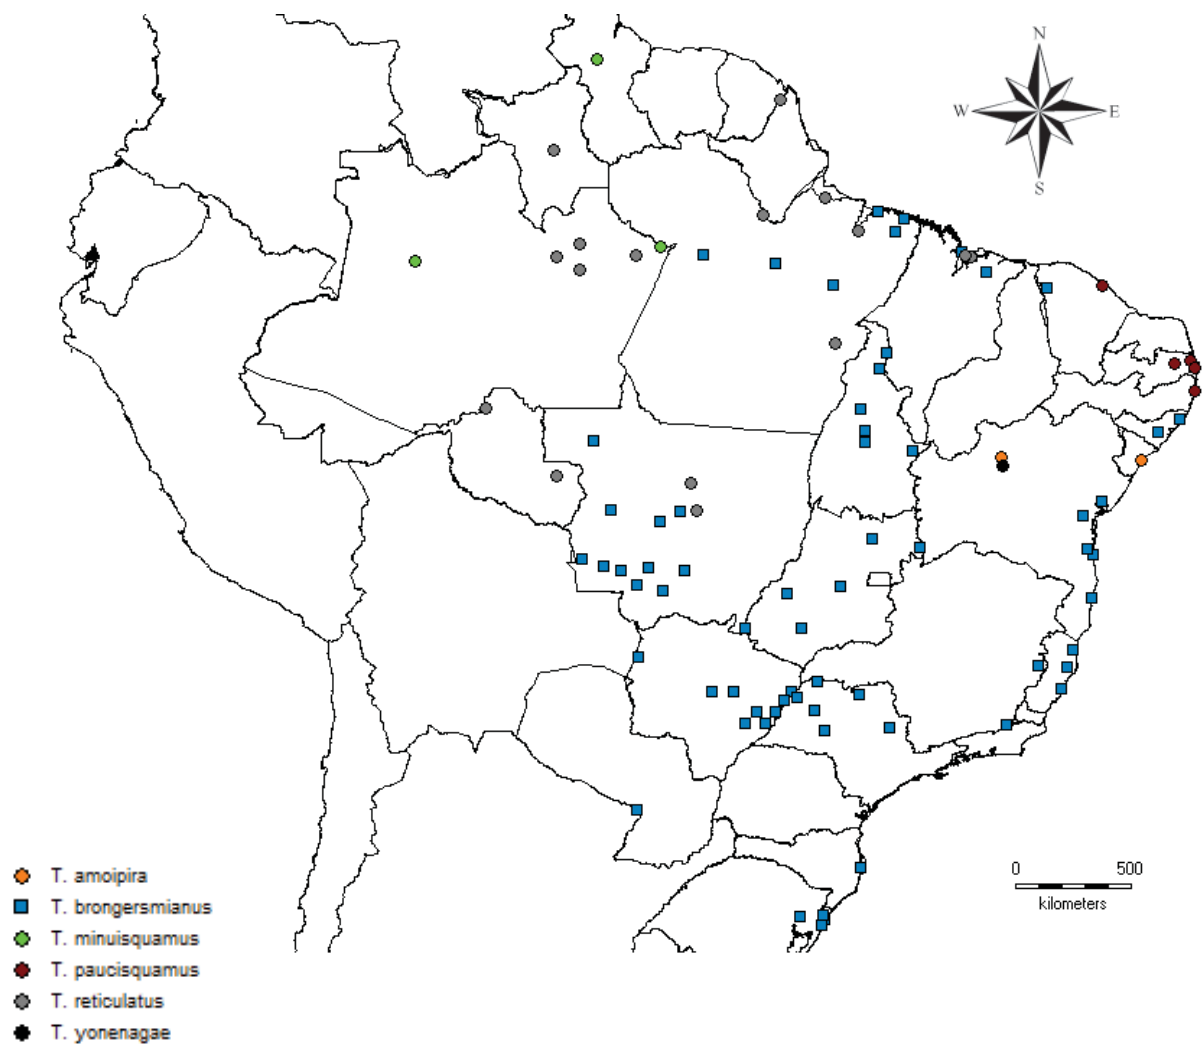 N
W E
S
0 500
kilometers
T. amoipira
T. brongersmianus
T. minuisquamus
T. paucisquamus
T. reticulatus
T. yonenagae